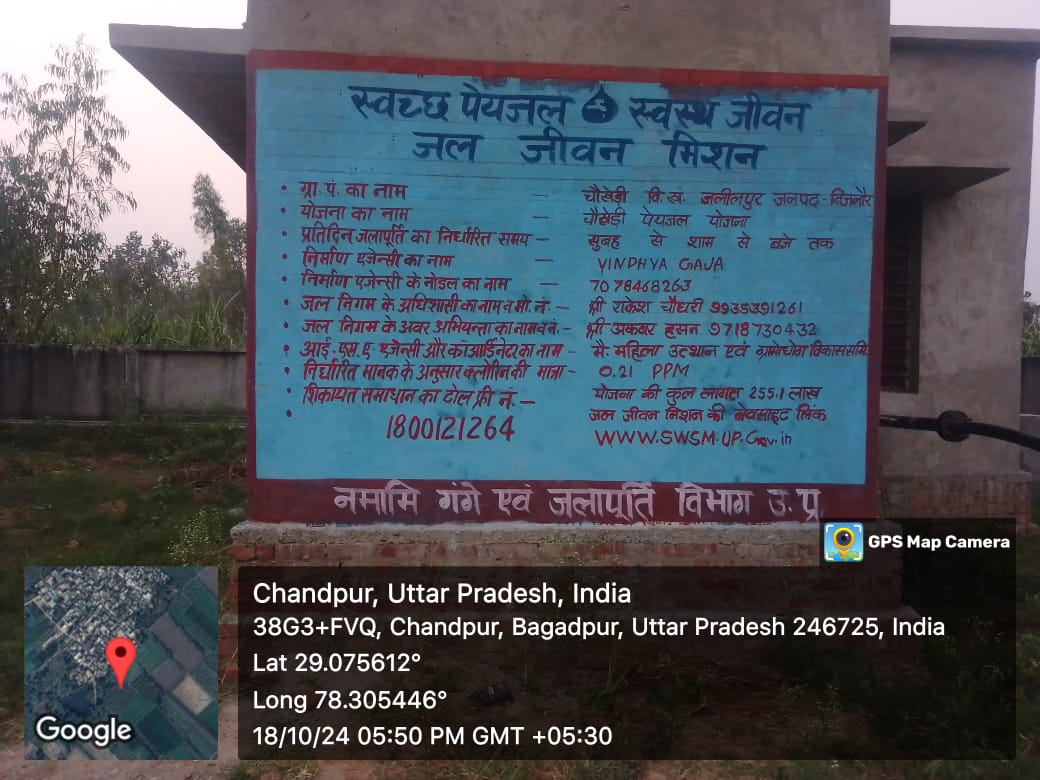 स्वच्छ पेयजल स्वस्थ जीवन
जल जीवन मिशन
• ग्रा. पं. का नाम — चौखेड़ी वि. ख. जलीलपुर जनपद - बिजनौर
• योजना का नाम — चौखेड़ी पेयजल योजना
• प्रतिदिन जलापूर्ति का निर्धारित समय — सुबह से शाम से बजे तक
• निर्माण एजेन्सी का नाम — VINDHYA GAJA
• निर्माण एजेन्सी के नोडल का नाम — 7078468263
• जल निगम के अधिशासी का नाम व मो. नं. — श्री राकेश चौधरी 9935391261
• जल निगम के अवर अभियन्ता का नाम व नं. - श्री अकबर हसन 9718730432
• आई. एस. ए. एजेन्सी और काआर्डिनेटर का नाम - मै. महिला उत्थान एवं ग्रामोद्योग विकास समि
• निर्धारित मानक के अनुसार क्लोरिन की मात्रा - 0.21 PPM
• शिकायत समाधान का टोल फ्री नं. — योजना की कुल लागत 255.1 लाख
• जल जीवन मिशन की बेवसाइट लिंक
1800121264 WWW.SWSM.UP.Gov.in
नमामि गंगे एवं जलापूर्ति विभाग उ. प्र.
GPS Map Camera
Chandpur, Uttar Pradesh, India
38G3+FVQ, Chandpur, Bagadpur, Uttar Pradesh 246725, India
Lat 29.075612°
Long 78.305446°
18/10/24 05:50 PM GMT +05:30
Google